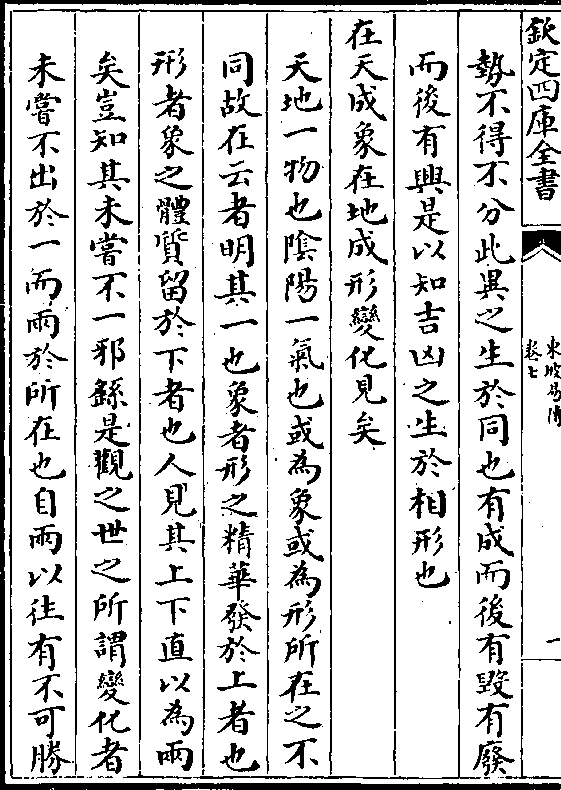 欽定四庫全書
東坡易傳
卷七
一
勢不得不分此異之生於同也有成而後有毀有廢
而後有興是以知吉凶之生於相形也
在天成象在地成形變化見矣
天地一物也陰陽一氣也或為象或為形所在之不
同故在云者明其一也象者形之精華發於上者也
形者象之體質留於下者也人見其上下直以為兩
矣豈知其未嘗不一邪繇是觀之世之所謂變化者
未嘗不出於一而兩於所在也自兩以往有不可勝